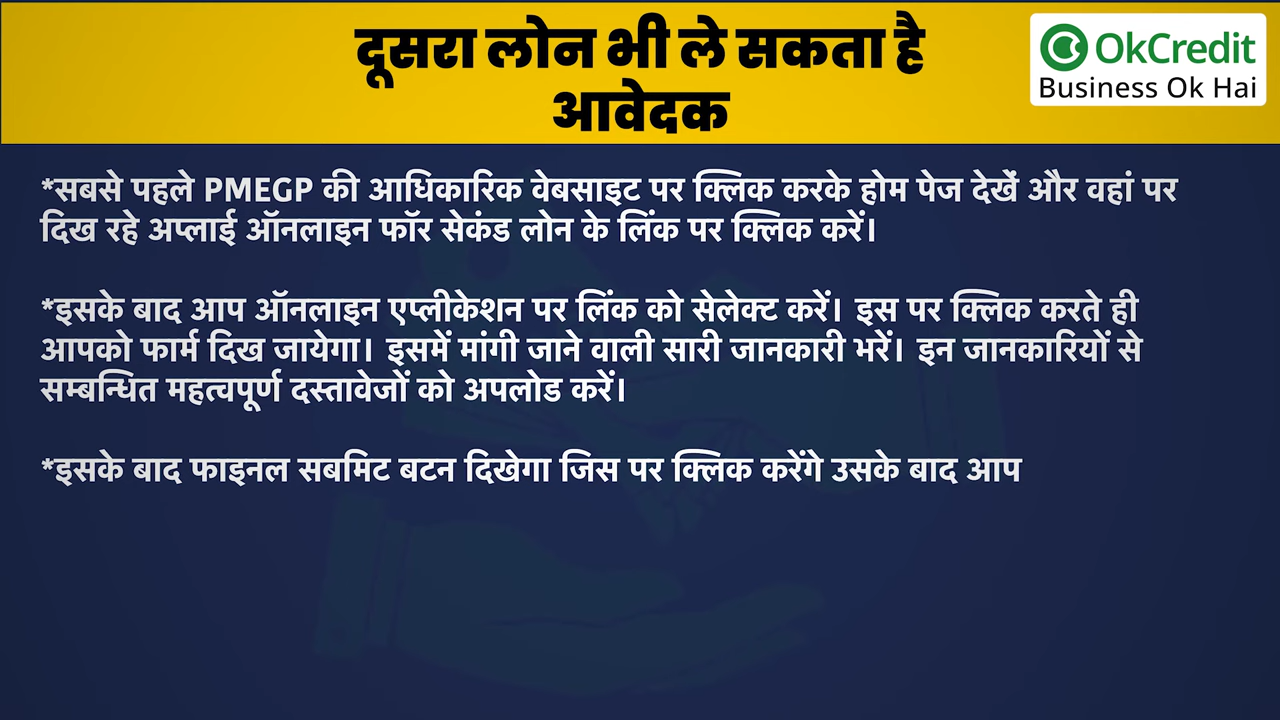 दूसरा लोन भी ले सकता है
आवेदक
OkCredit
Business Ok Hai
*सबसे पहले PMEGP की आधिकारिक वेबसाइट पर क्लिक करके होम पेज देखें और वहां पर
दिख रहे अप्लाई ऑनलाइन फॉर सेकंड लोन के लिंक पर क्लिक करें।
*इसके बाद आप ऑनलाइन एप्लीकेशन पर लिंक को सेलेक्ट करें। इस पर क्लिक करते ही
आपको फार्म दिख जायेगा। इसमें मांगी जाने वाली सारी जानकारी भरें। इन जानकारियों से
सम्बन्धित महत्वपूर्ण दस्तावेजों को अपलोड करें।
*इसके बाद फाइनल सबमिट बटन दिखेगा जिस पर क्लिक करेंगे उसके बाद आप